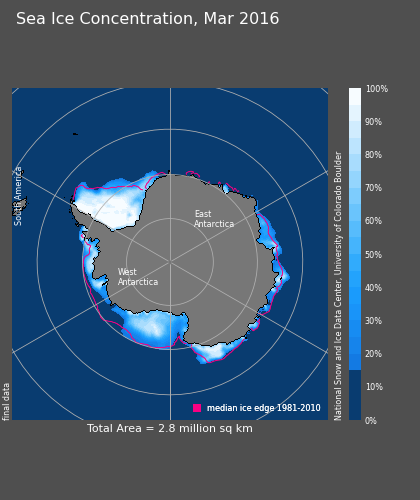 Sea Ice Concentration, Mar 2016
South America
East
Antarctica
West
Antarctica
final data
median ice edge 1981-2010
Total Area = 2.8 million sq km
National Snow and Ice Data Center, University of Colorado Boulder
100%
90%
80%
70%
60%
50%
40%
30%
20%
10%
0%